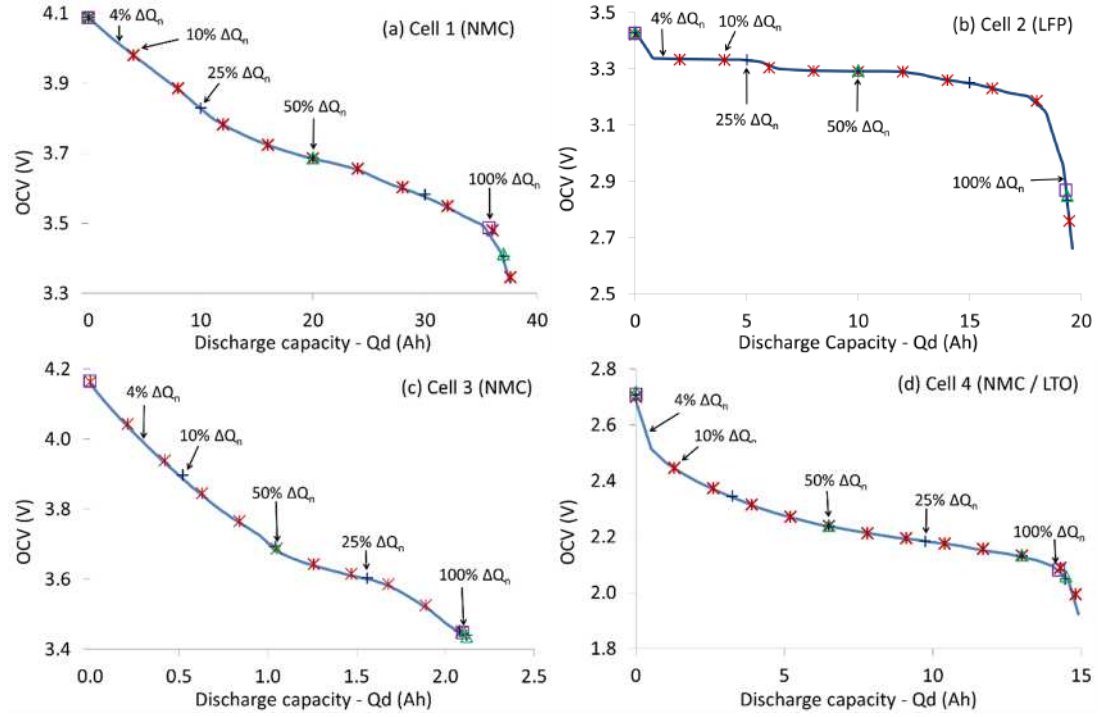 (a) Cell 1 (NMC)
4.1
3.9
3.7
3.5
3.3
OCV (V)
4% ΔQₙ
10% ΔQₙ
25% ΔQₙ
50% ΔQₙ
100% ΔQₙ
0 10 20 30 40
Discharge capacity - Qd (Ah)
(b) Cell 2 (LFP)
3.5
3.3
3.1
2.9
2.7
2.5
OCV (V)
4% ΔQₙ
10% ΔQₙ
25% ΔQₙ
50% ΔQₙ
100% ΔQₙ
0 5 10 15 20
Discharge Capacity - Qd (Ah)
(c) Cell 3 (NMC)
4.2
4.0
3.8
3.6
3.4
OCV (V)
4% ΔQₙ
10% ΔQₙ
50% ΔQₙ
25% ΔQₙ
100% ΔQₙ
0.0 0.5 1.0 1.5 2.0 2.5
Discharge capacity - Qd (Ah)
(d) Cell 4 (NMC / LTO)
2.8
2.6
2.4
2.2
2.0
1.8
OCV (V)
4% ΔQₙ
10% ΔQₙ
50% ΔQₙ
25% ΔQₙ
100% ΔQₙ
0 5 10 15
Discharge capacity - Qd (Ah)